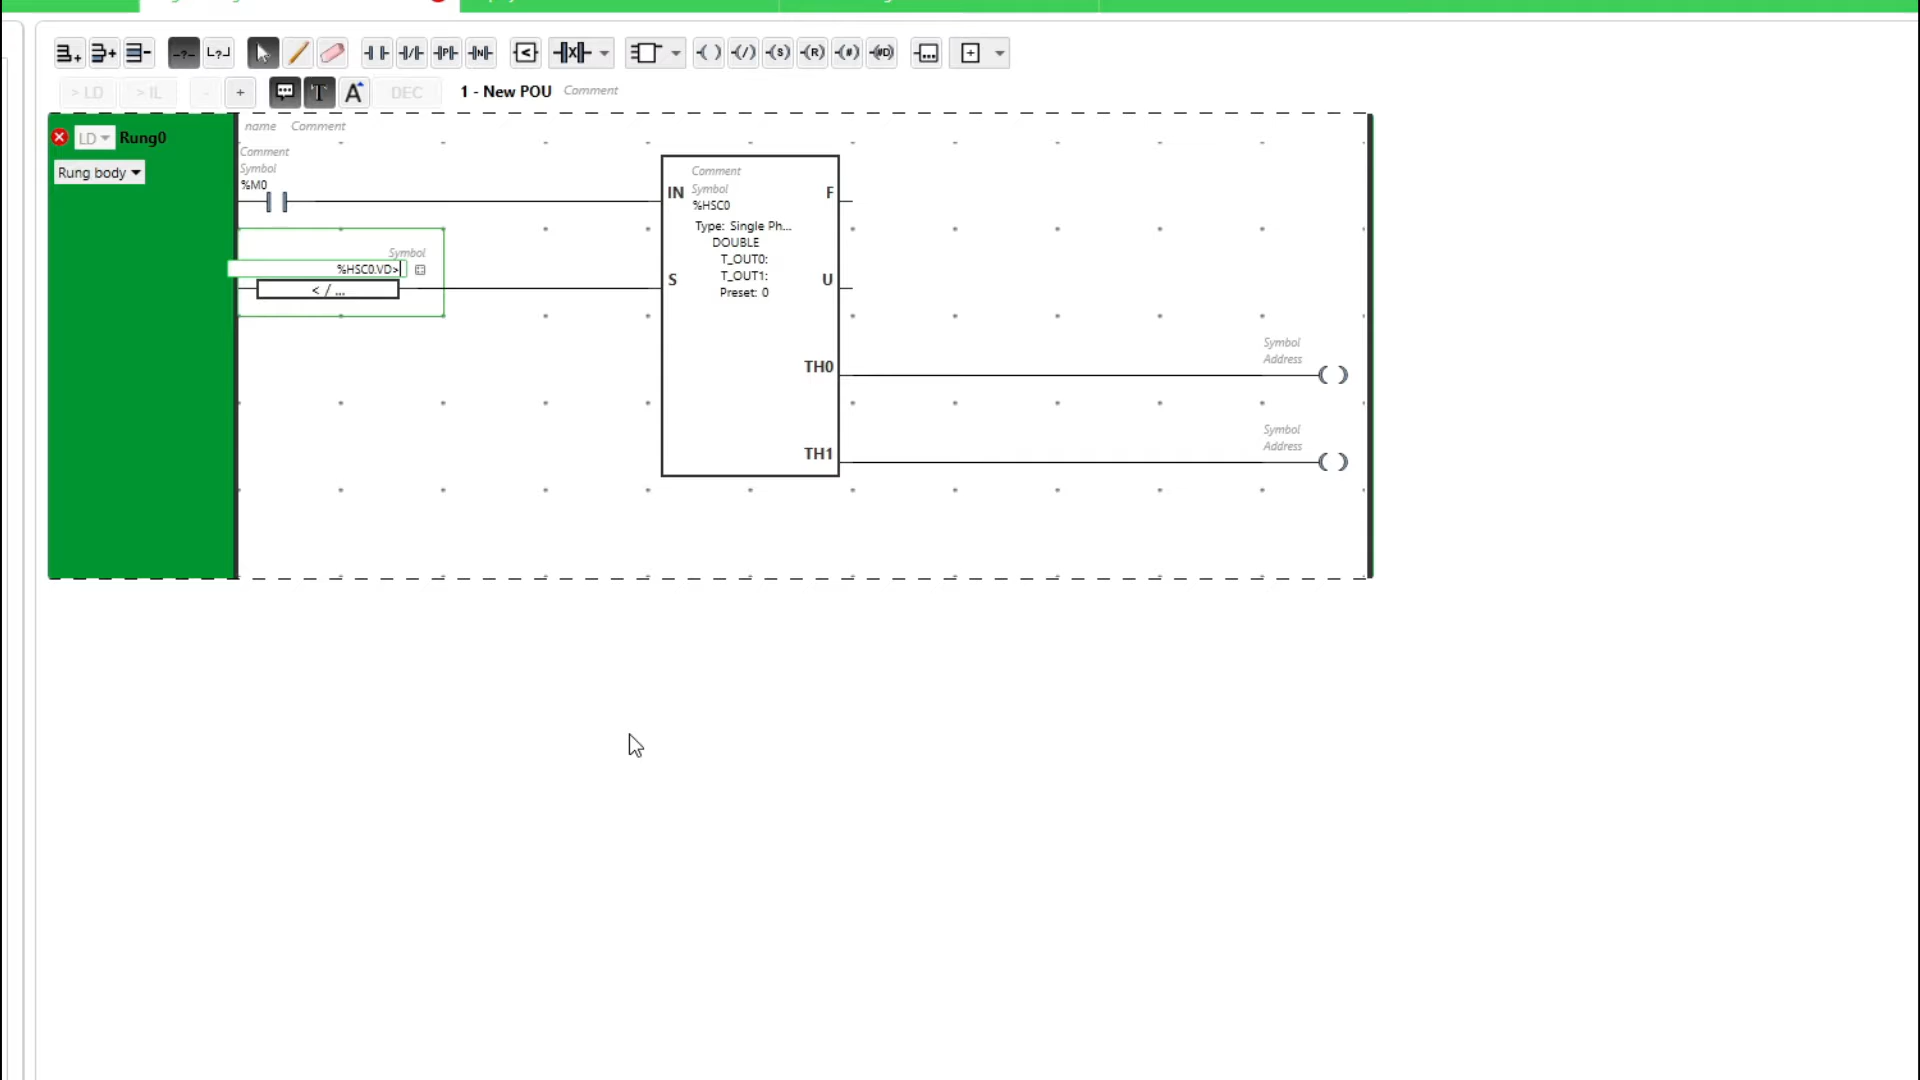 > LD
> IL
-
+
T
A
DEC
1 - New POU
Comment
LD
Rung0
Rung body
name Comment
Comment
Symbol
%M0
Symbol
%HSC0.VD>
< / ...
Comment
IN
Symbol
F
%HSC0
Type: Single Ph...
DOUBLE
T_OUT0:
T_OUT1:
S
U
Preset: 0
TH0
TH1
Symbol
Address
Symbol
Address